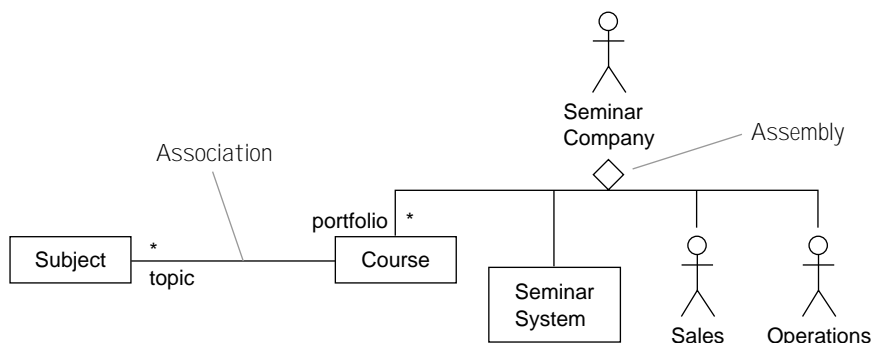 Seminar
Company
Assembly
Association
portfolio *
Subject
*
topic
Course
Seminar
System
Sales
Operations